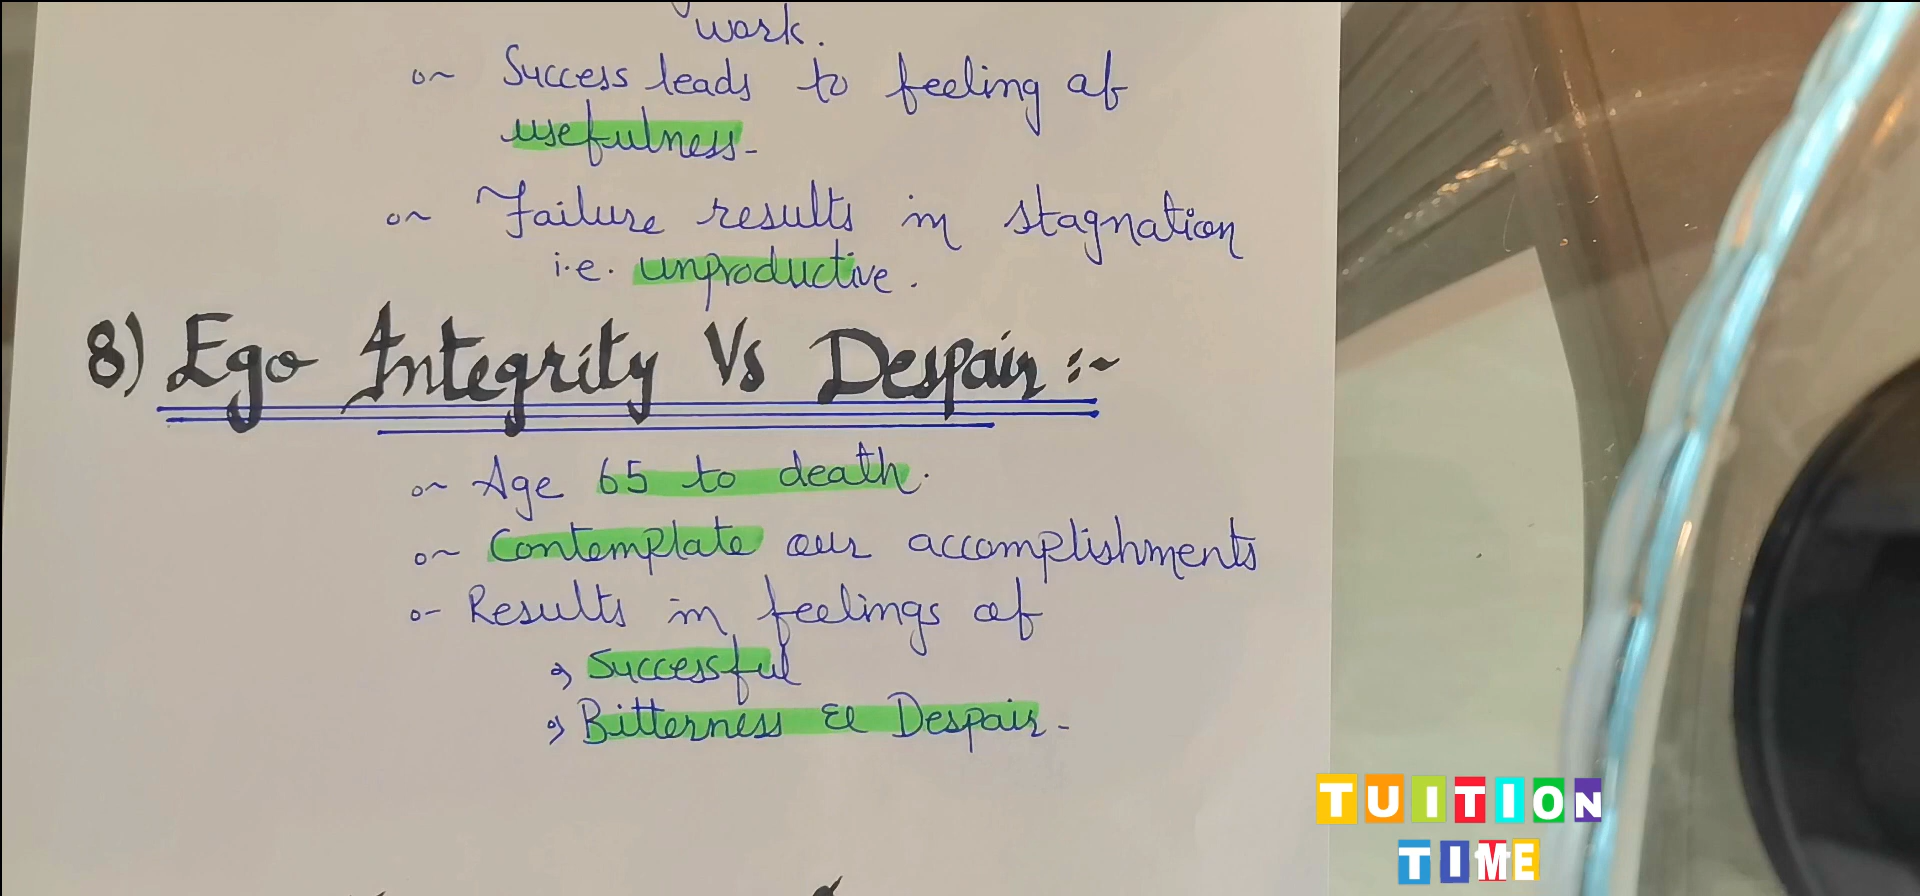 work.
Success leads to feeling of
usefulness-
Failure results in stagnation
i.e. unproductive.
8) Ego Integrity Vs Despair :-
Age 65 to death.
Contemplate our accomplishments
Results in feelings of
Successful
Bitterness & Despair-
TUITION
TIME